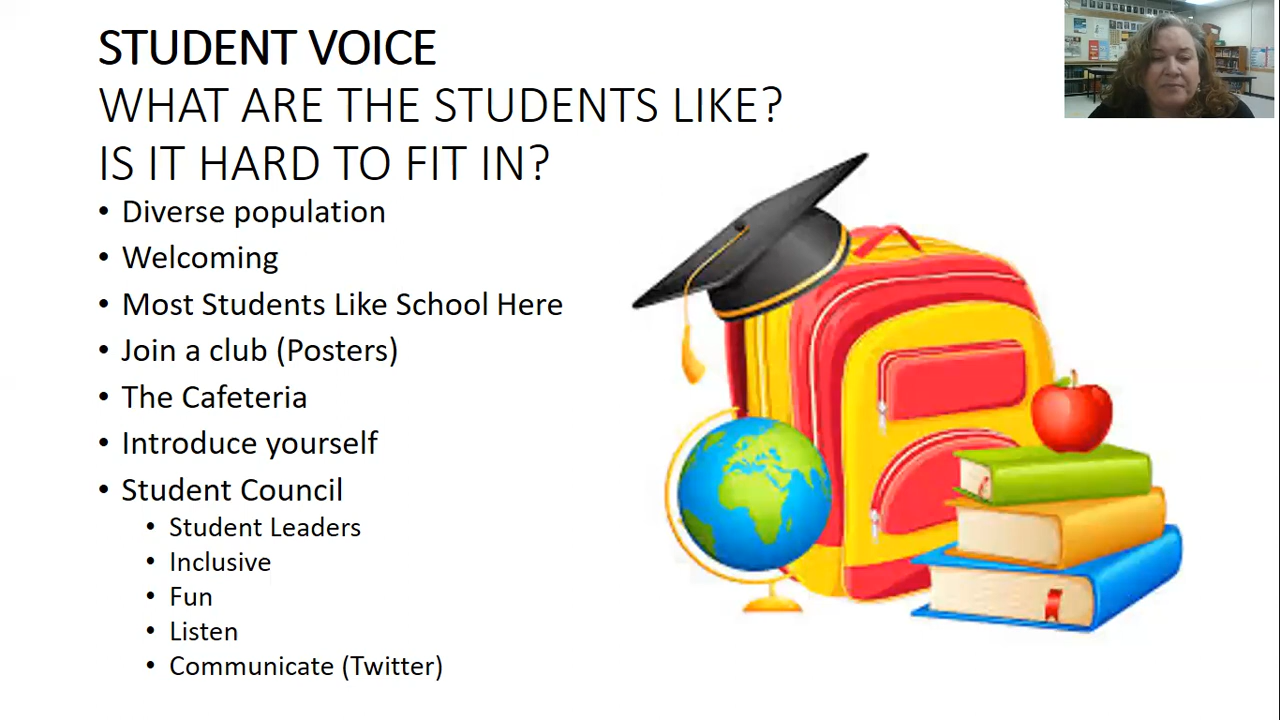 STUDENT VOICE
WHAT ARE THE STUDENTS LIKE?
IS IT HARD TO FIT IN?
• Diverse population
• Welcoming
• Most Students Like School Here
• Join a club (Posters)
• The Cafeteria
• Introduce yourself
• Student Council
• Student Leaders
• Inclusive
• Fun
• Listen
• Communicate (Twitter)